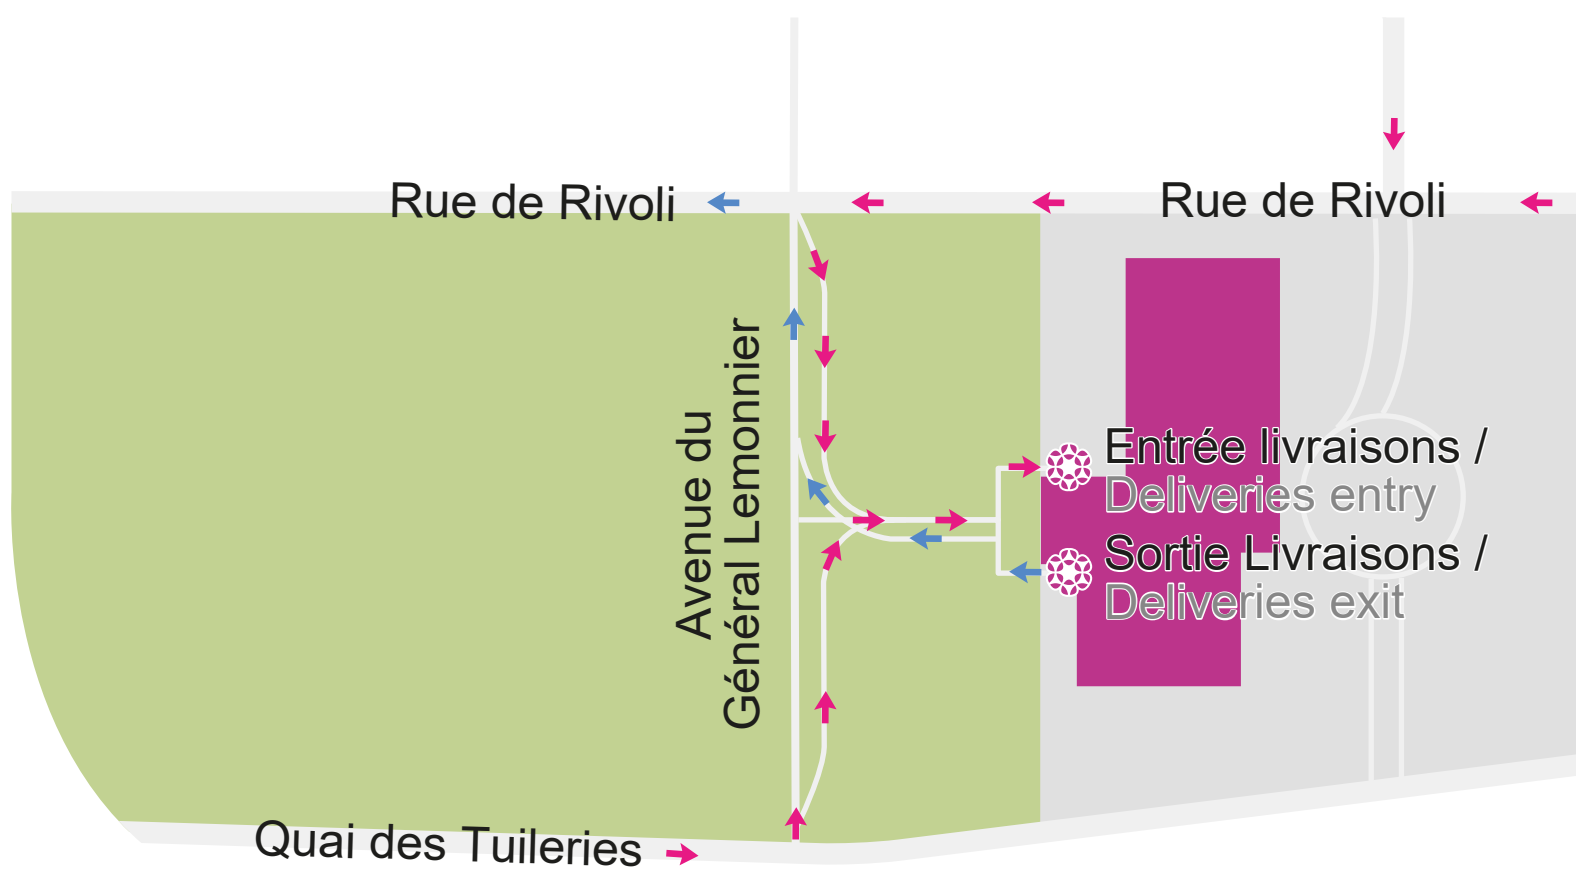 Rue de Rivoli
Rue de Rivoli
Avenue du
Général Lemonnier
Entrée livraisons /
Deliveries entry
Sortie Livraisons /
Deliveries exit
Quai des Tuileries